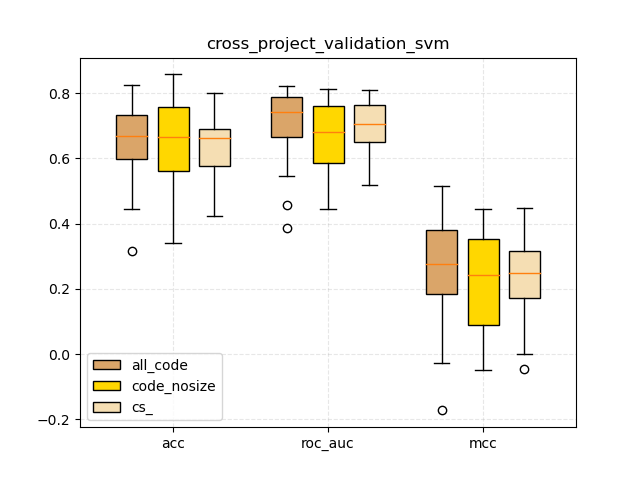 cross_project_validation_svm
0.8
0.6
0.4
0.2
0.0
−0.2
all_code
code_nosize
cs_
acc
roc_auc
mcc